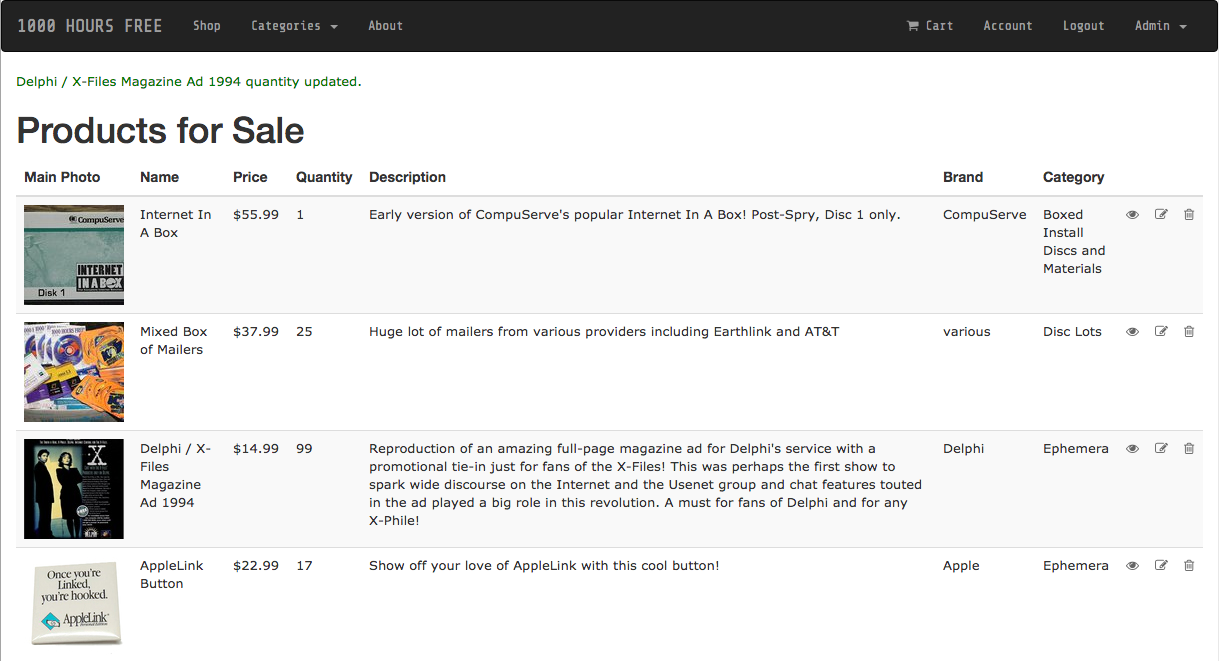 1000 HOURS FREE Shop Categories About Cart Account Logout Admin
Delphi / X-Files Magazine Ad 1994 quantity updated.
Products for Sale
Main Photo Name Price Quantity Description Brand Category
CompuServe
INTERNET
IN A BOX
Disk 1
Internet In
A Box
$55.99
1
Early version of CompuServe's popular Internet In A Box! Post-Spry, Disc 1 only.
CompuServe
Boxed
Install
Discs and
Materials
Mixed Box
of Mailers
$37.99
25
Huge lot of mailers from various providers including Earthlink and AT&T
various
Disc Lots
X
Delphi / X-
Files
Magazine
Ad 1994
$14.99
99
Reproduction of an amazing full-page magazine ad for Delphi's service with a
promotional tie-in just for fans of the X-Files! This was perhaps the first show to
spark wide discourse on the Internet and the Usenet group and chat features touted
in the ad played a big role in this revolution. A must for fans of Delphi and for any
X-Phile!
Delphi
Ephemera
Once you're
Linked,
you're hooked.
AppleLink
AppleLink
Button
$22.99
17
Show off your love of AppleLink with this cool button!
Apple
Ephemera